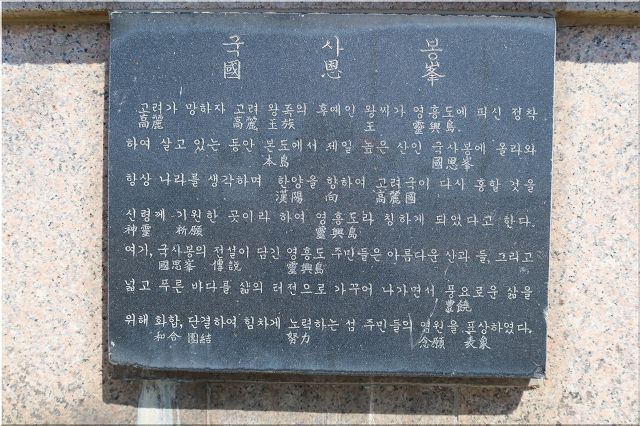 국 사 봉
國 思 峯
고려가 망하자 고려 왕족의 후예인 왕씨가 영흥도에 피신 정착
高麗 高麗 王族 王 靈興島
하여 살고 있는 동안 본도에서 제일 높은 산인 국사봉에 올라와
本島 國思峯
항상 나라를 생각하며 한양을 향하여 고려국이 다시 흥할 것을
漢陽 向 高麗國
신령께 기원한 곳이라 하여 영흥도라 칭하게 되었다고 한다.
神靈 祈願 靈興島
여기, 국사봉의 전설이 담긴 영흥도 주민들은 아름다운 산과 들, 그리고
國思峯 傳説 靈興島
넓고 푸른 바다를 삶의 터전으로 가꾸어 나가면서 풍요로운 삶을
豊饒
위해 화합, 단결하여 힘차게 노력하는 섬 주민들의 염원을 표상하였다.
和合 團結 努力 念願 表象